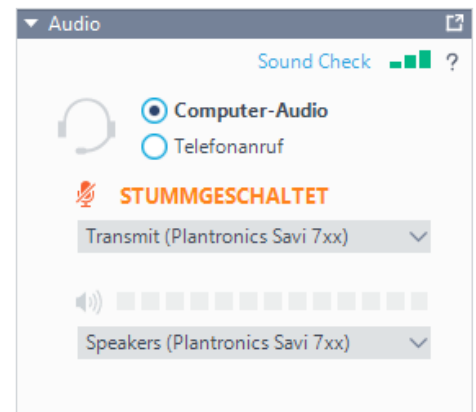 Audio
Sound Check ?
Computer-Audio
Telefonanruf
STUMMGESCHALTET
Transmit (Plantronics Savi 7xx)
Speakers (Plantronics Savi 7xx)